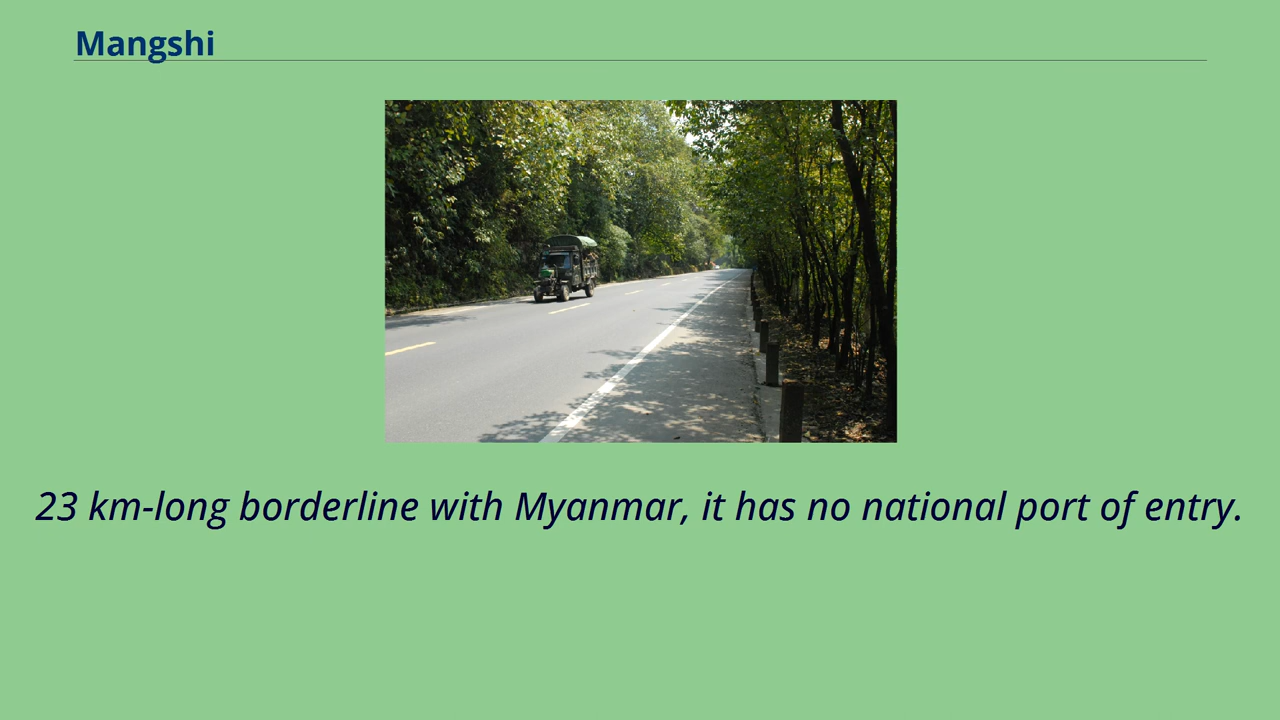 Mangshi
23 km-long borderline with Myanmar, it has no national port of entry.